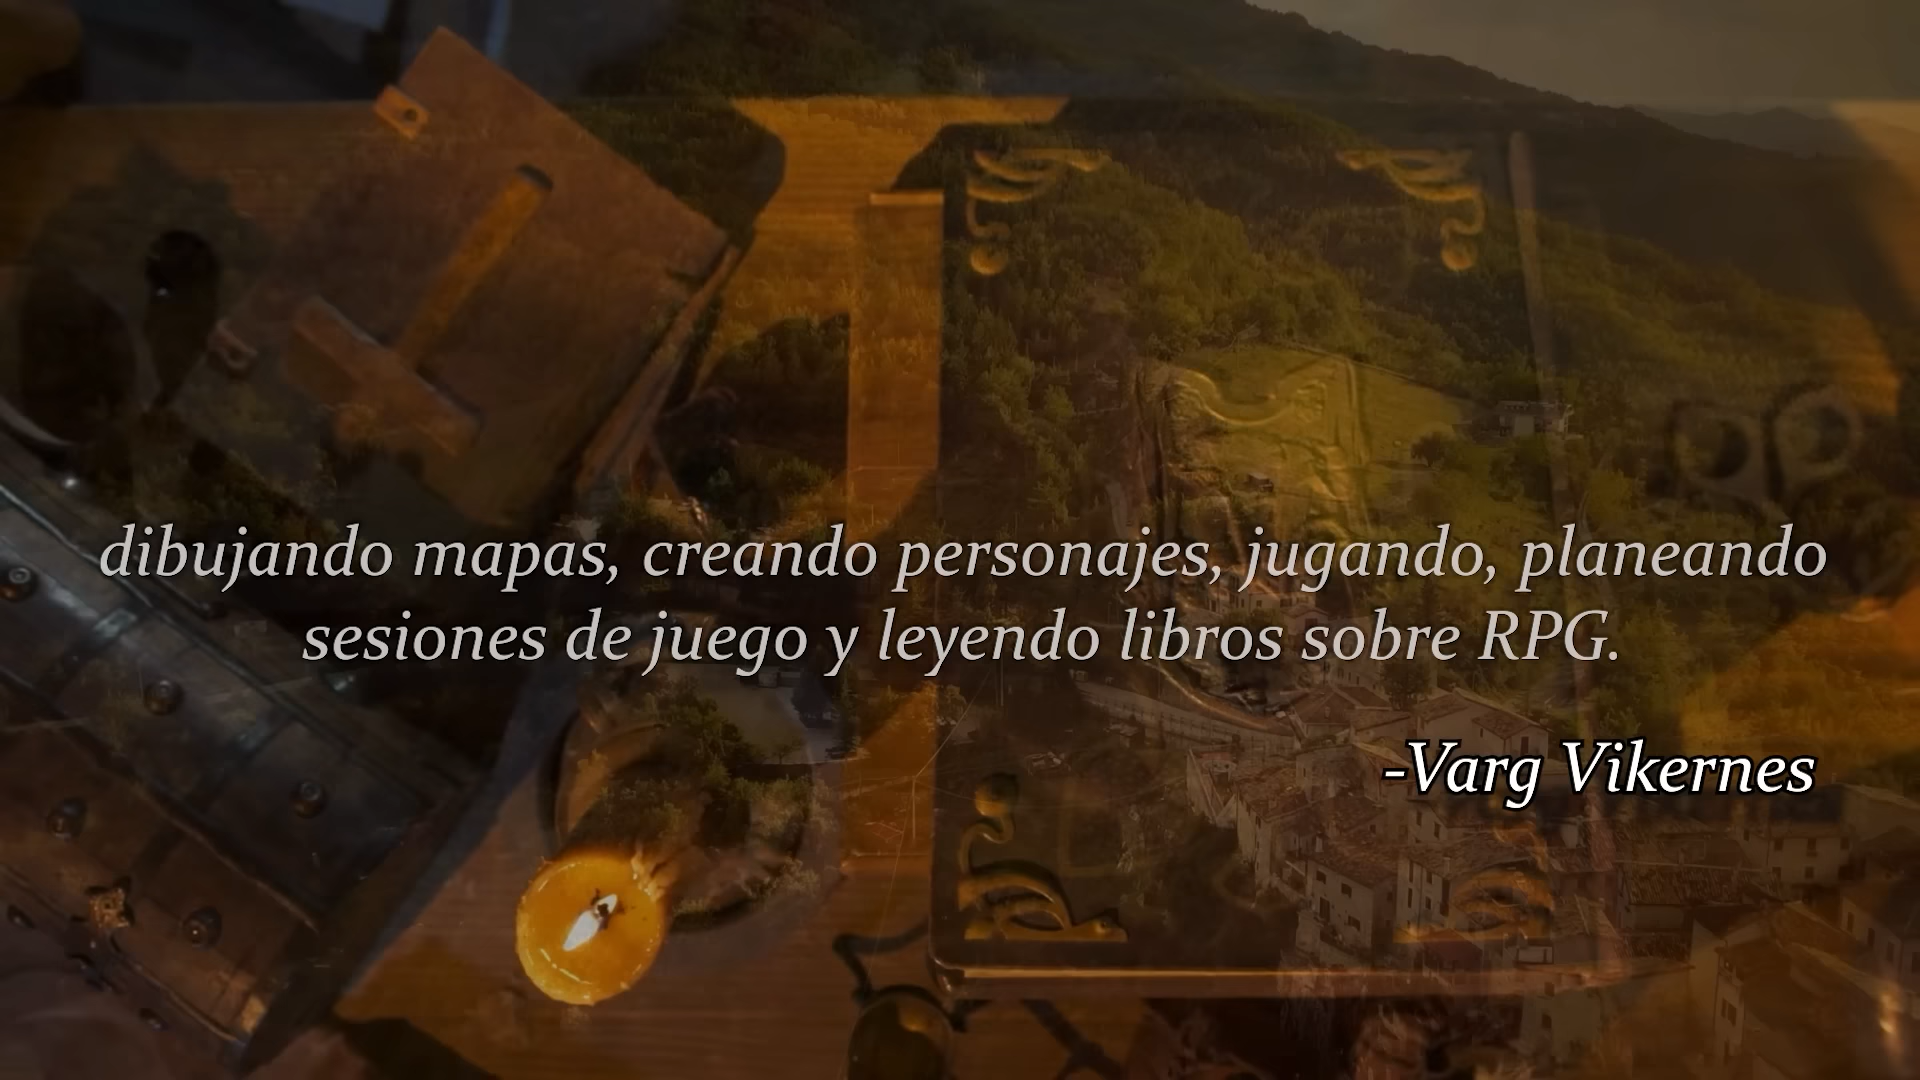 dibujando mapas, creando personajes, jugando, planeando
sesiones de juego y leyendo libros sobre RPG.
-Varg Vikernes